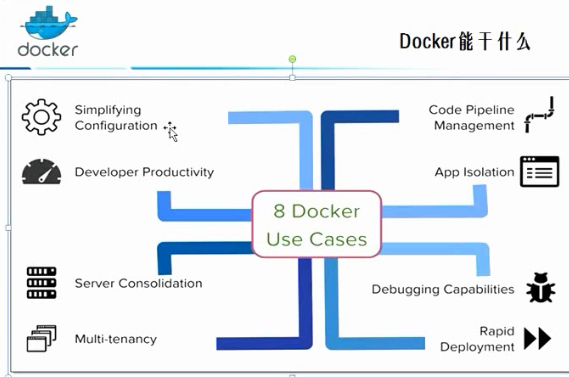 docker
Docker能干什么
Simplifying
Configuration
Code Pipeline
Management
Developer Productivity
App Isolation
8 Docker
Use Cases
Server Consolidation
Debugging Capabilities
Multi-tenancy
Rapid
Deployment